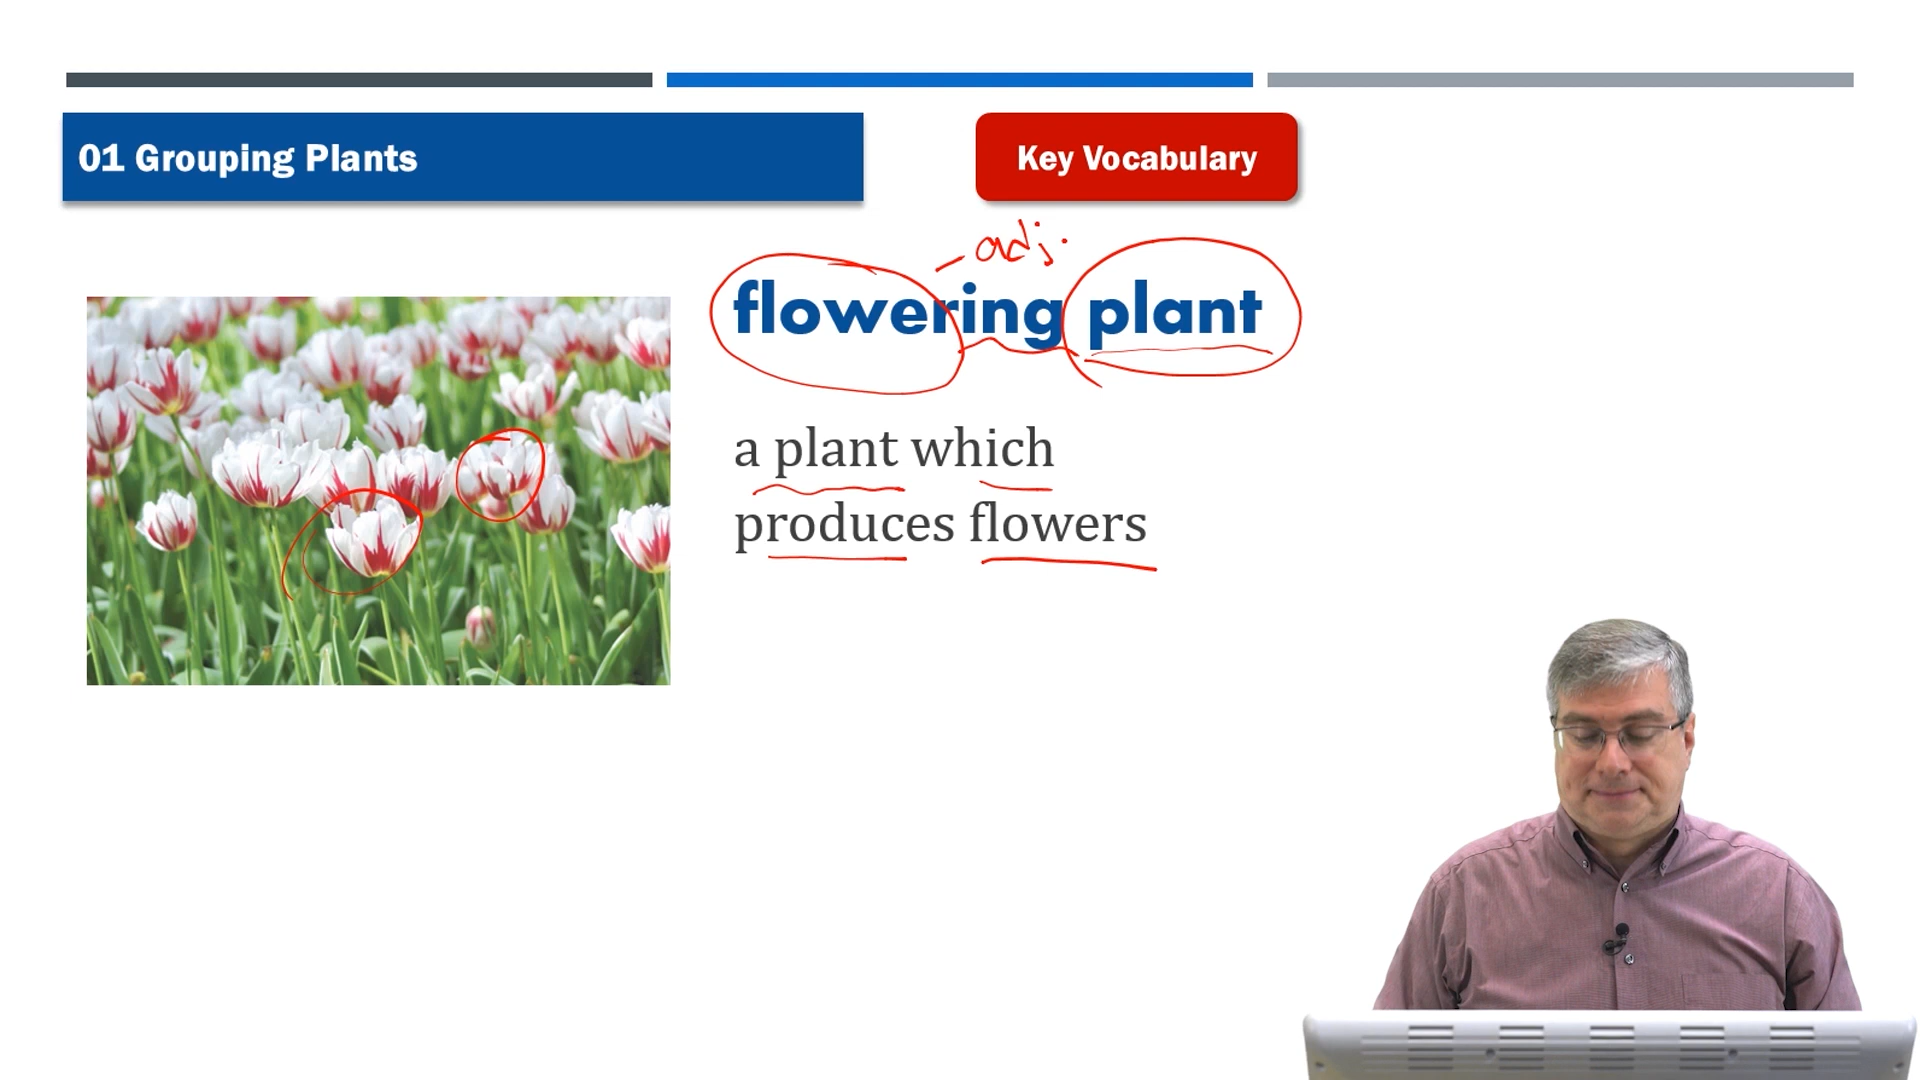 01 Grouping Plants
Key Vocabulary
adj.
flowering plant
a plant which
produces flowers